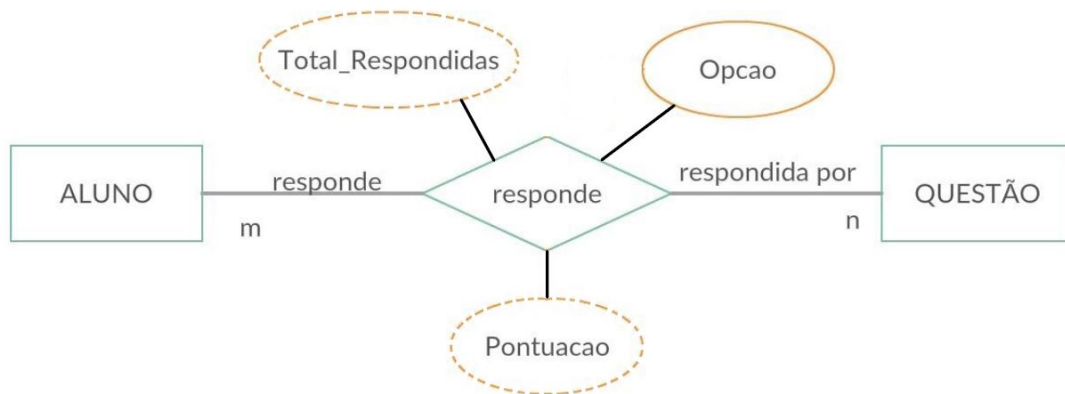 Total_Respondidas
Opcao
ALUNO
responde
m
responde
respondida por
n
QUESTÃO
Pontuacao